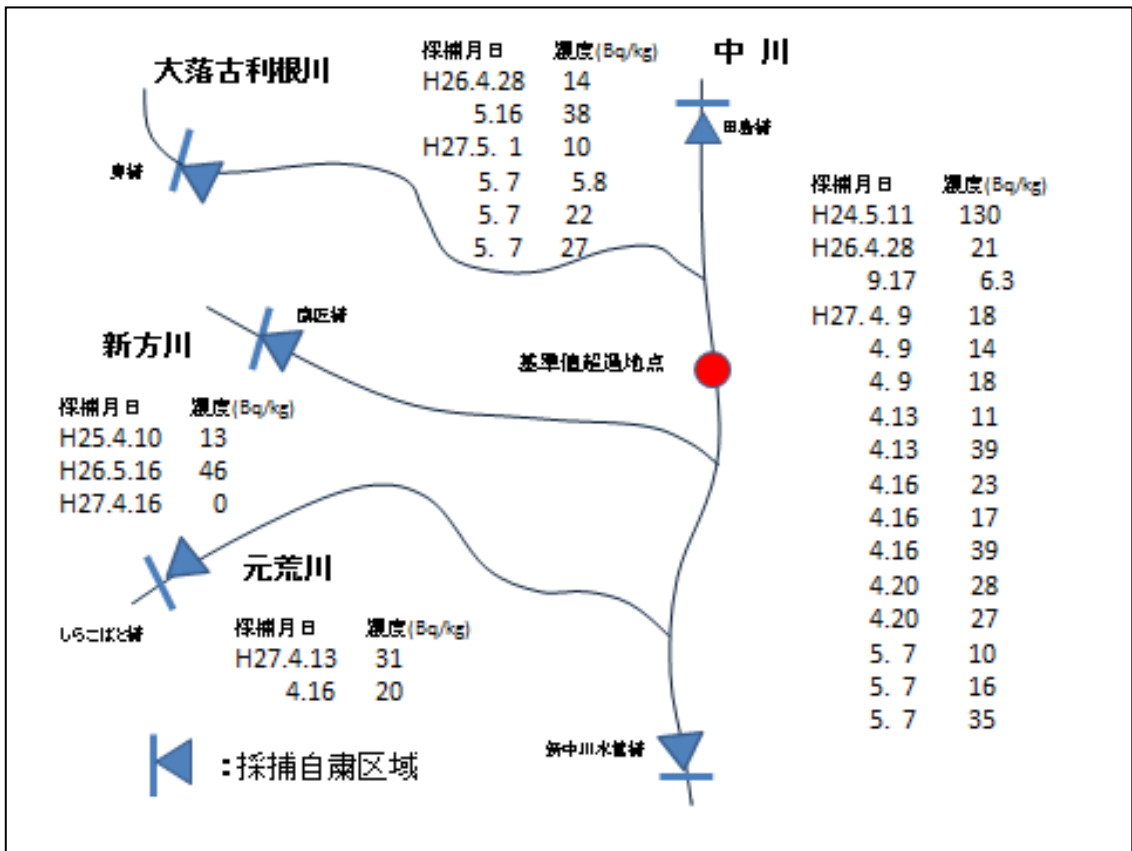 大落古利根川
採捕月日 濃度(Bq/kg)
H26.4.28 14
5.16 38
H27.5. 1 10
5. 7 5.8
5. 7 22
5. 7 27
中 川
田島橋
採捕月日 濃度(Bq/kg)
H24.5.11 130
H26.4.28 21
9.17 6.3
H27. 4. 9 18
4. 9 14
4. 9 18
4.13 11
4.13 39
4.16 23
4.16 17
4.16 39
4.20 28
4.20 27
5. 7 10
5. 7 16
5. 7 35
基準値超過地点
新方川
採捕月日 濃度(Bq/kg)
H25.4.10 13
H26.5.16 46
H27.4.16 0
元荒川
しらこばと橋
採捕月日 濃度(Bq/kg)
H27.4.13 31
4.16 20
新中川水管橋
:採捕自粛区域